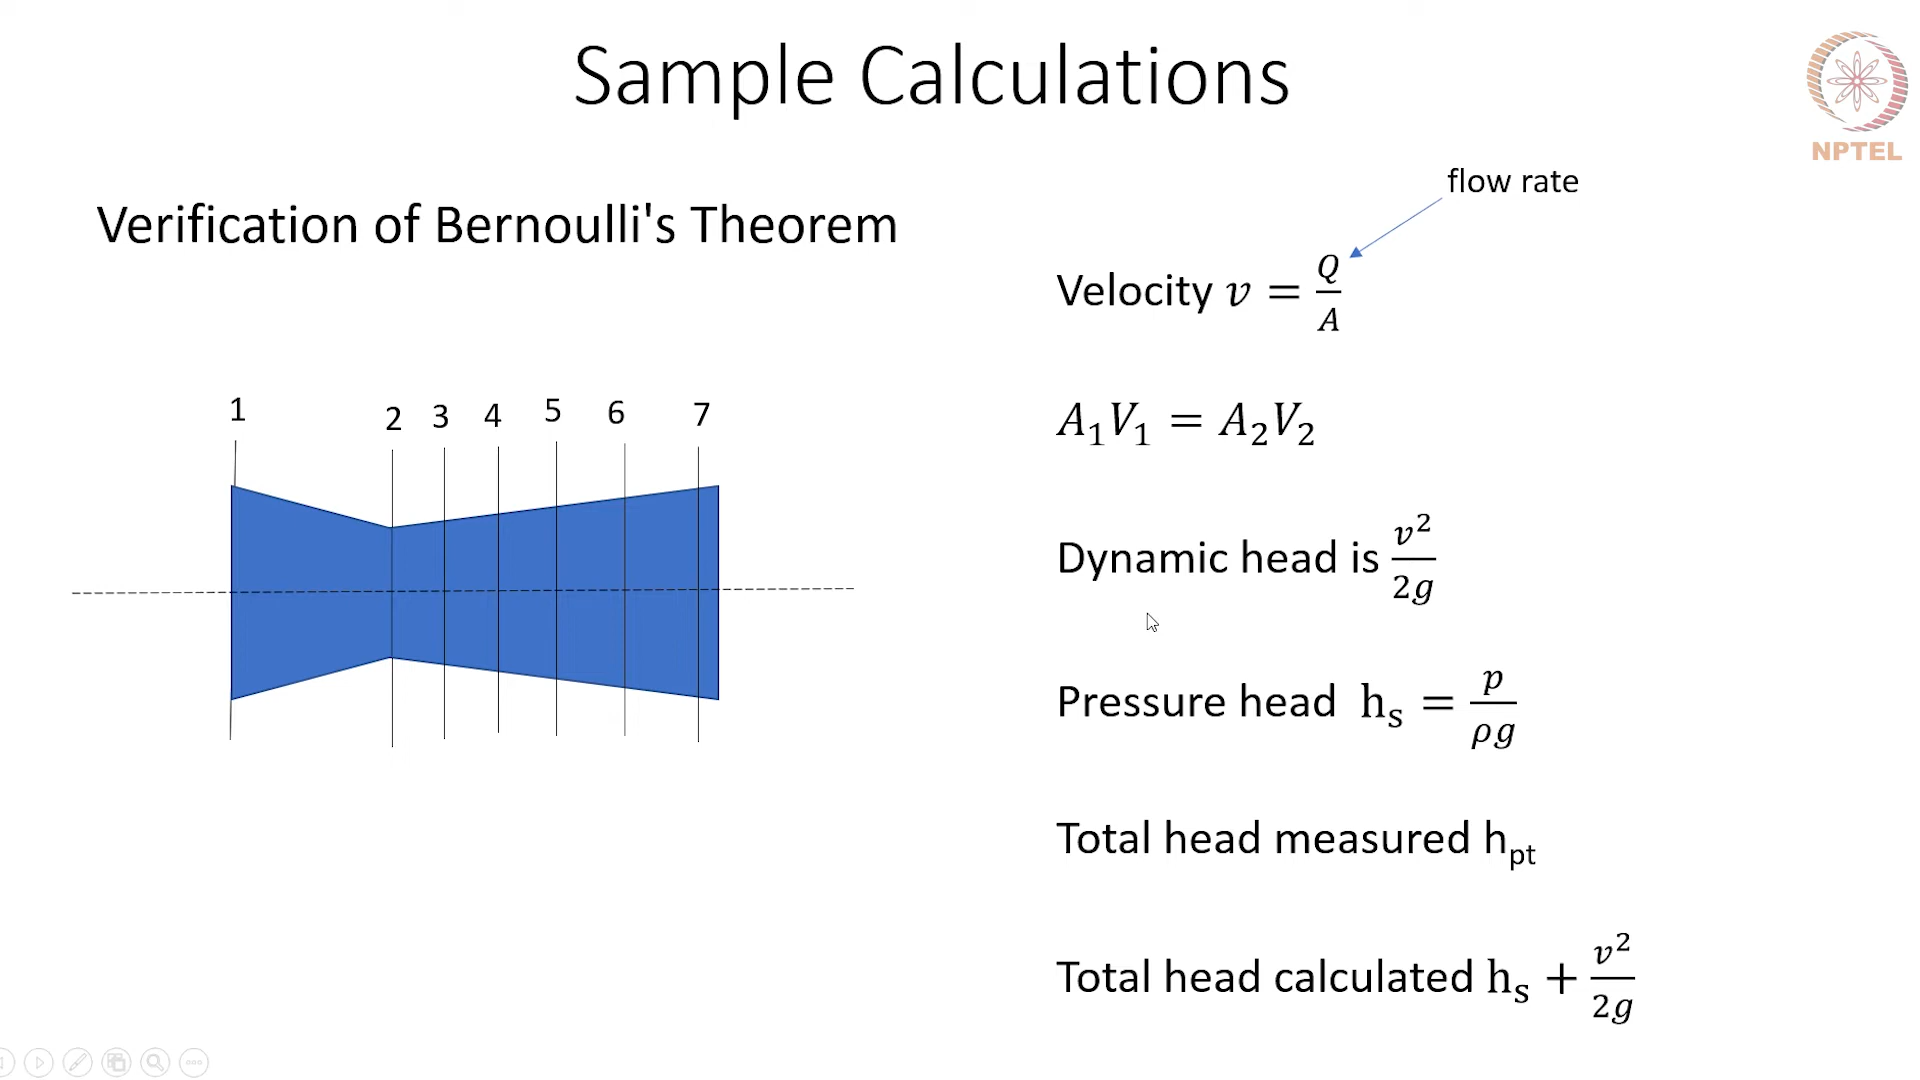 Sample Calculations
NPTEL
flow rate
Verification of Bernoulli's Theorem
Velocity v = Q/A
1 2 3 4 5 6 7
A₁V₁ = A₂V₂
Dynamic head is v²/2g
Pressure head hₛ = p/ρg
Total head measured hpt
Total head calculated hₛ + v²/2g